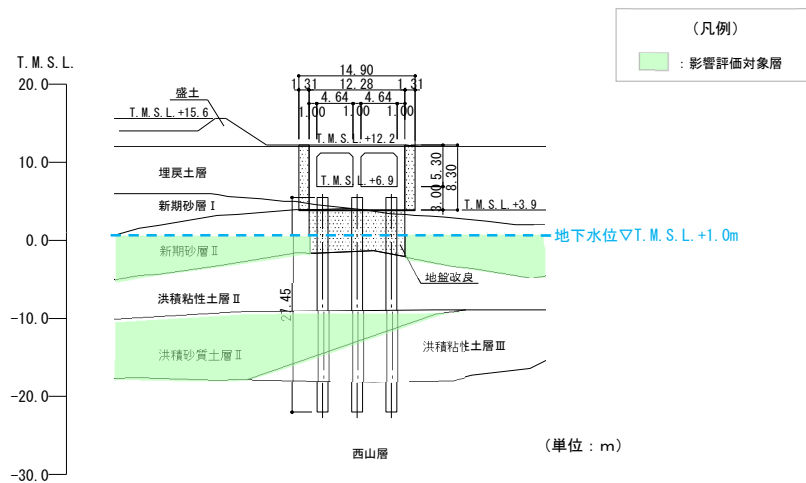 (凡例)
:影響評価対象層
T.M.S.L.
20.0
10.0
0.0
-10.0
-20.0
-30.0
14.90
1.31 12.28 1.31
4.64 4.64
1.00 1.00 1.00
盛土
T.M.S.L.+15.6
T.M.S.L.+12.2
埋戻土層
T.M.S.L.+6.9
5.30
3.00
8.30
新期砂層Ⅰ
T.M.S.L.+3.9
地下水位▽T.M.S.L.+1.0m
新期砂層Ⅱ
地盤改良
洪積粘性土層Ⅱ
27.45
洪積砂質土層Ⅱ
洪積粘性土層Ⅲ
西山層
(単位:m)